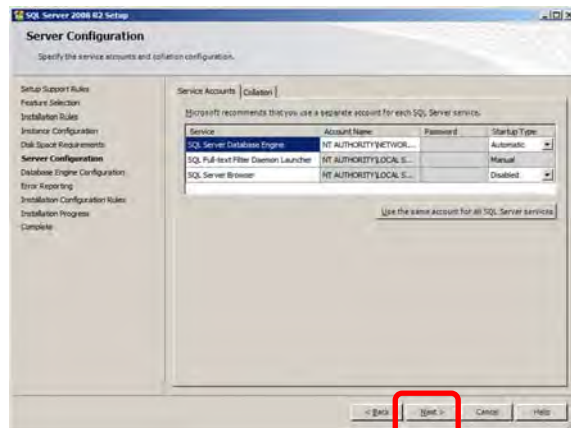 SQL Server 2008 R2 Setup
Server Configuration
Specify the service accounts and collation configuration.
Setup Support Rules
Feature Selection
Installation Rules
Instance Configuration
Disk Space Requirements
Server Configuration
Database Engine Configuration
Error Reporting
Installation Configuration Rules
Installation Progress
Complete
Service Accounts Collation
Microsoft recommends that you use a separate account for each SQL Server service.
Service Account Name Password Startup Type
SQL Server Database Engine NT AUTHORITY\NETWOR... Automatic
SQL Full-text Filter Daemon Launcher NT AUTHORITY\LOCAL S... Manual
SQL Server Browser NT AUTHORITY\LOCAL S... Disabled
Use the same account for all SQL Server services
< Back Next > Cancel Help